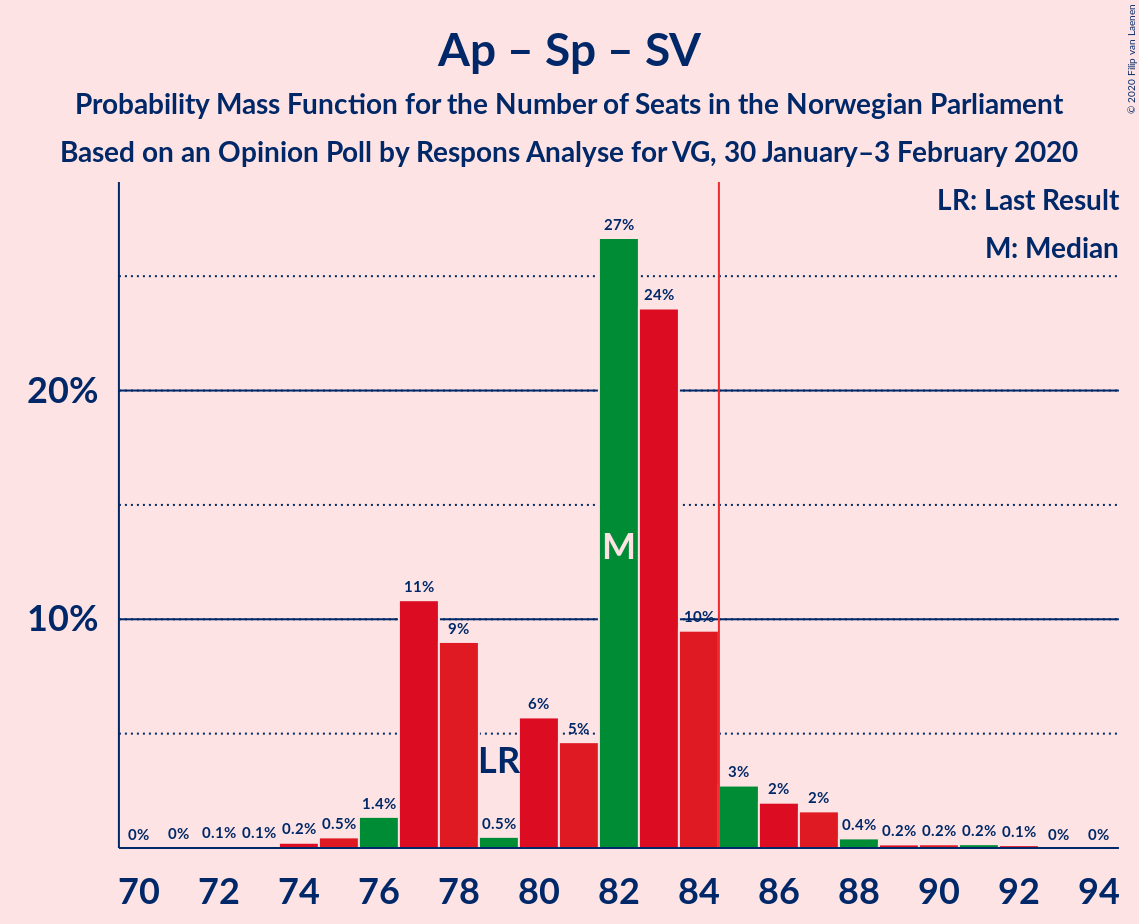 Ap – Sp – SV
Probability Mass Function for the Number of Seats in the Norwegian Parliament
Based on an Opinion Poll by Respons Analyse for VG, 30 January–3 February 2020
© 2020 Filip van Laenen
LR: Last Result
M: Median
20%
10%
0% 0% 0.1% 0.1% 0.2% 0.5% 1.4% 11% 9% 0.5% 6% 5% 27% 24% 10% 3% 2% 2% 0.4% 0.2% 0.2% 0.2% 0.1% 0% 0%
LR
M
70 72 74 76 78 80 82 84 86 88 90 92 94